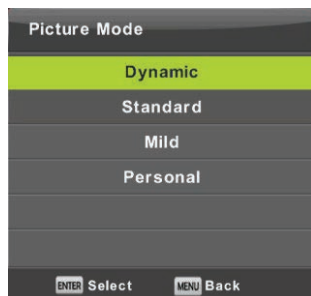 Picture Mode
Dynamic
Standard
Mild
Personal
ENTER Select MENU Back